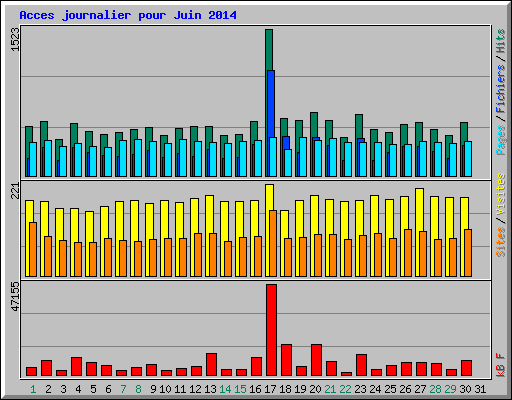 Acces journalier pour Juin 2014
1523
Pages / Fichiers / Hits
221
Sites / Visites
47155
kB F
1 2 3 4 5 6 7 8 9 10 11 12 13 14 15 16 17 18 19 20 21 22 23 24 25 26 27 28 29 30 31